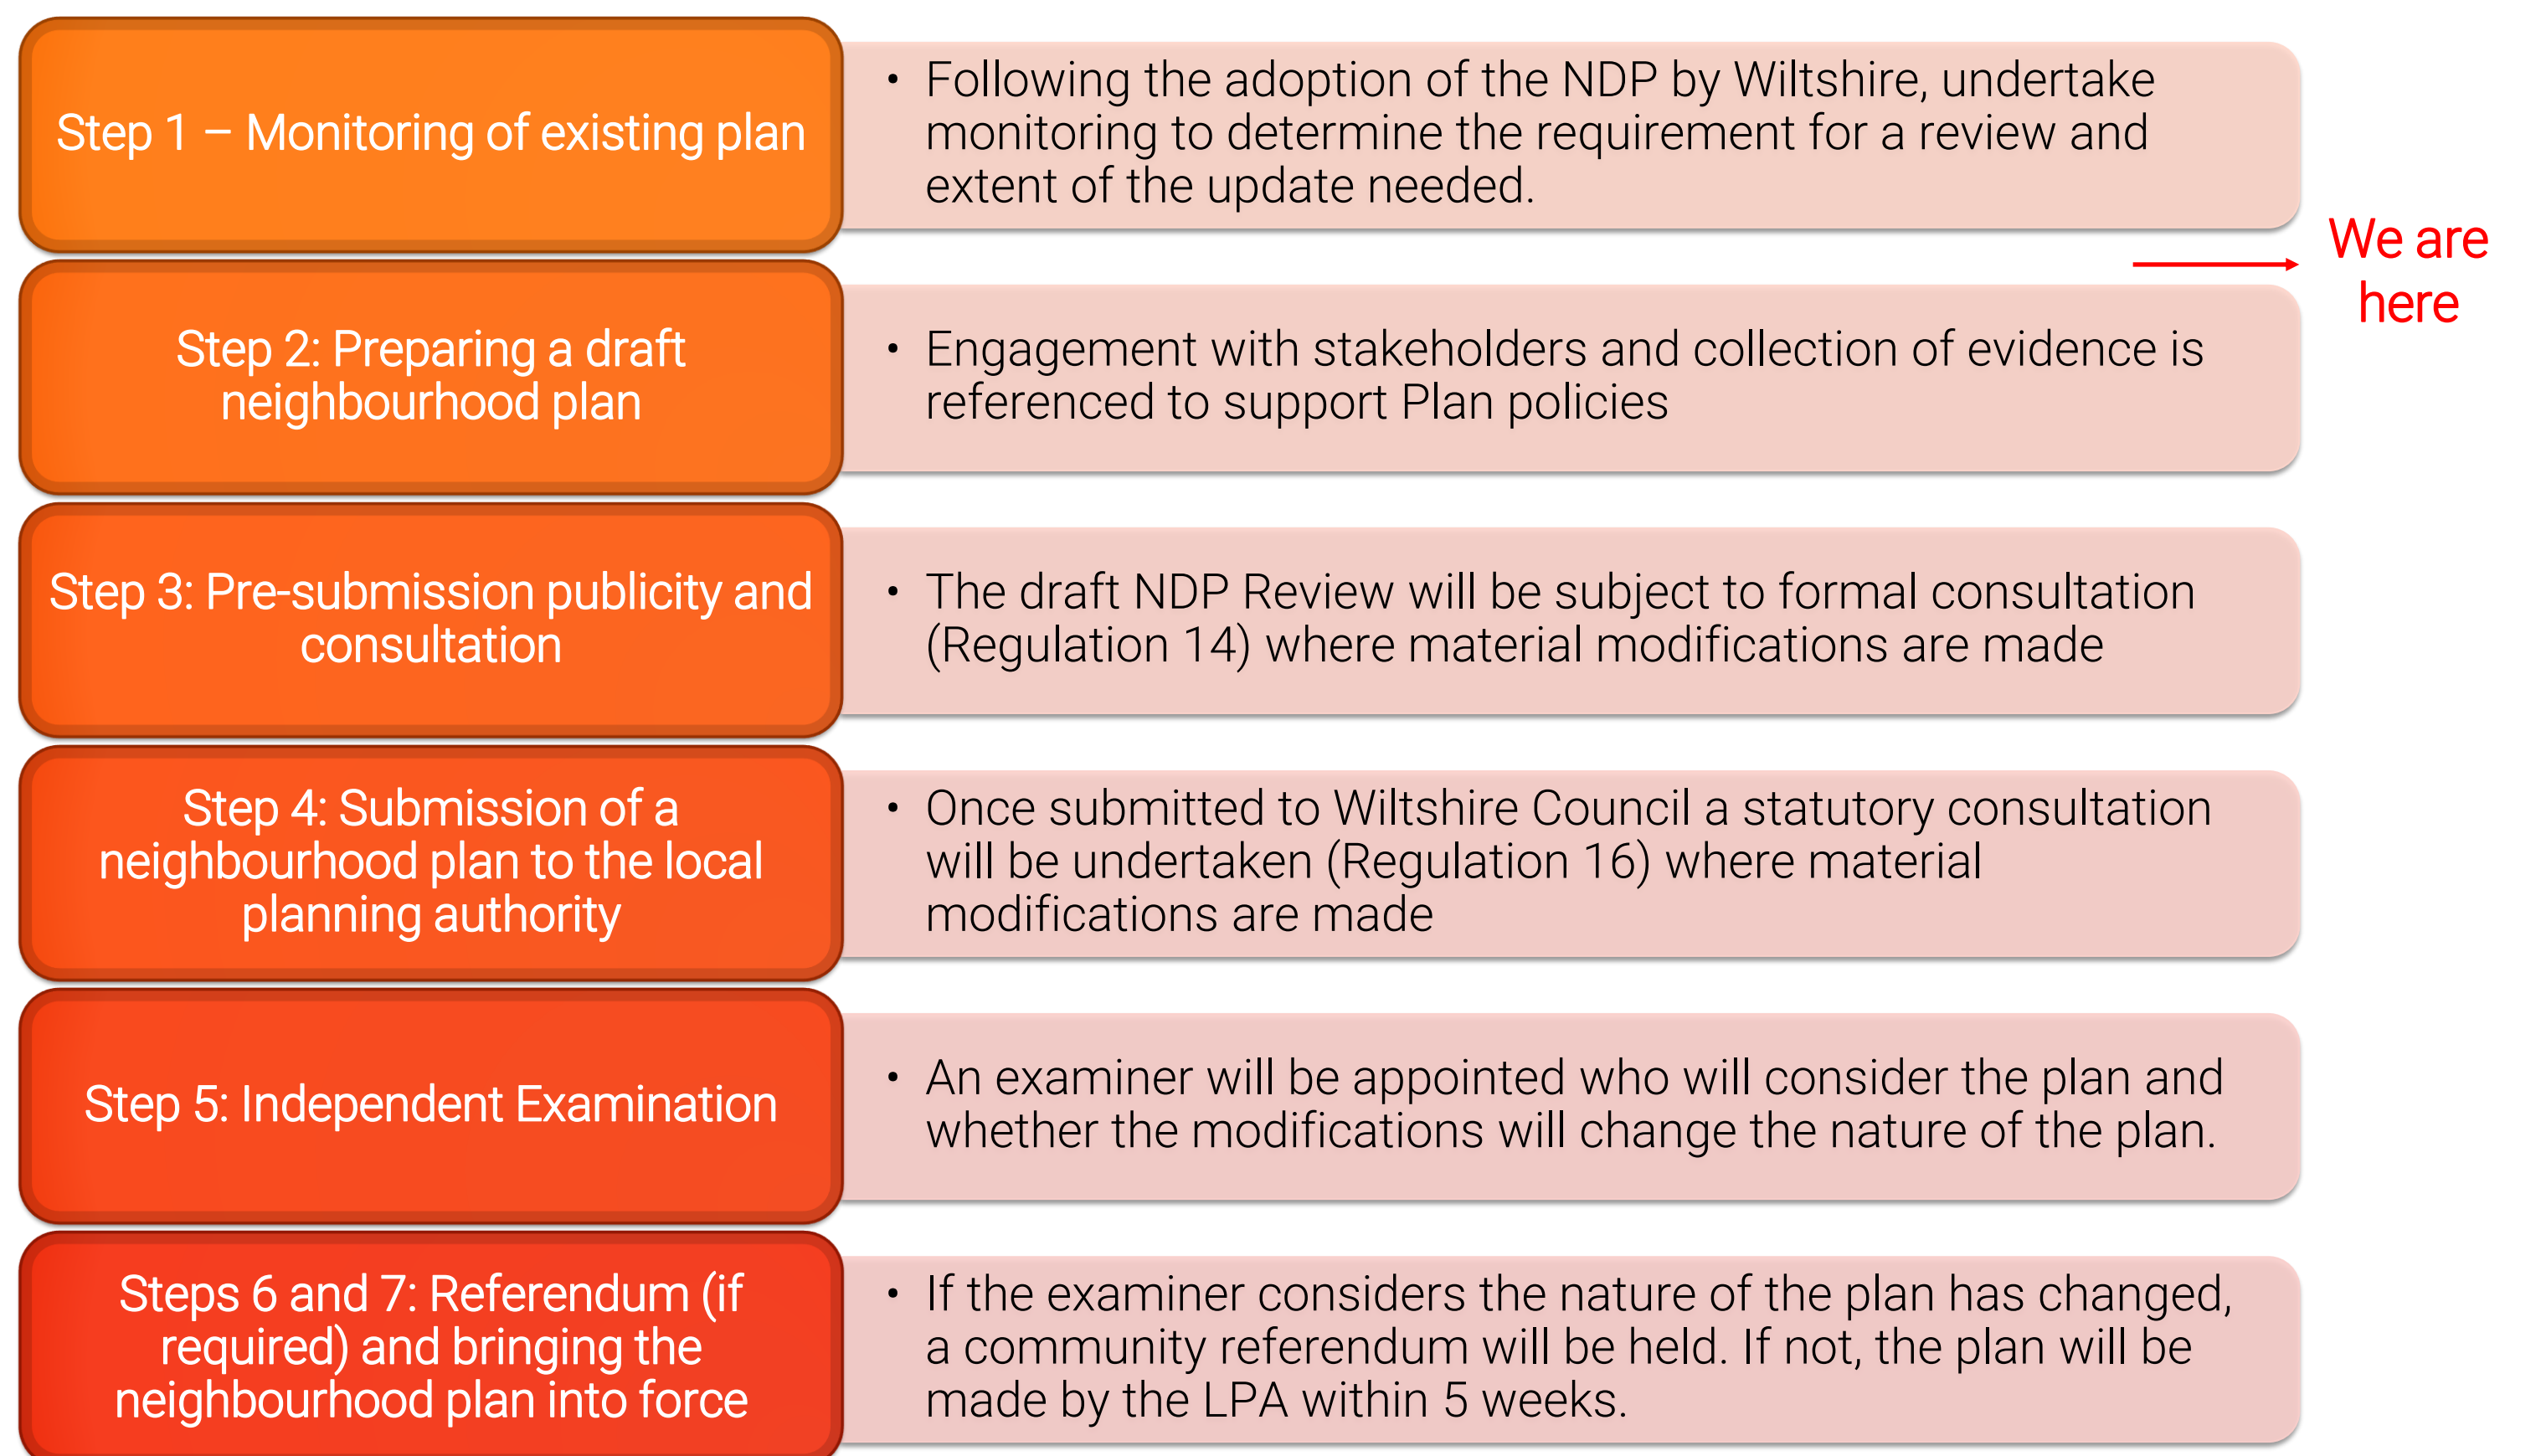 Step 1 – Monitoring of existing plan
• Following the adoption of the NDP by Wiltshire, undertake
monitoring to determine the requirement for a review and
extent of the update needed.
We are
here
Step 2: Preparing a draft
neighbourhood plan
• Engagement with stakeholders and collection of evidence is
referenced to support Plan policies
Step 3: Pre-submission publicity and
consultation
• The draft NDP Review will be subject to formal consultation
(Regulation 14) where material modifications are made
Step 4: Submission of a
neighbourhood plan to the local
planning authority
• Once submitted to Wiltshire Council a statutory consultation
will be undertaken (Regulation 16) where material
modifications are made
Step 5: Independent Examination
• An examiner will be appointed who will consider the plan and
whether the modifications will change the nature of the plan.
Steps 6 and 7: Referendum (if
required) and bringing the
neighbourhood plan into force
• If the examiner considers the nature of the plan has changed,
a community referendum will be held. If not, the plan will be
made by the LPA within 5 weeks.